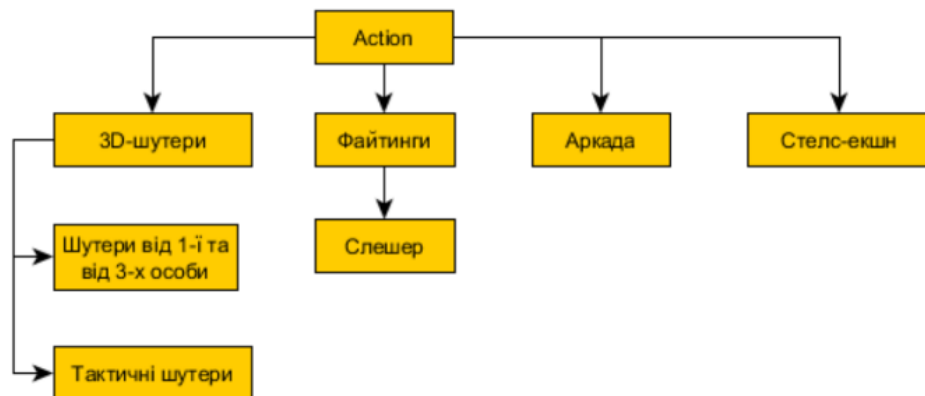 Action
3D-шутери
Файтинги
Аркада
Стелс-екшн
Шутери від 1-ї та
від 3-х особи
Слешер
Тактичні шутери